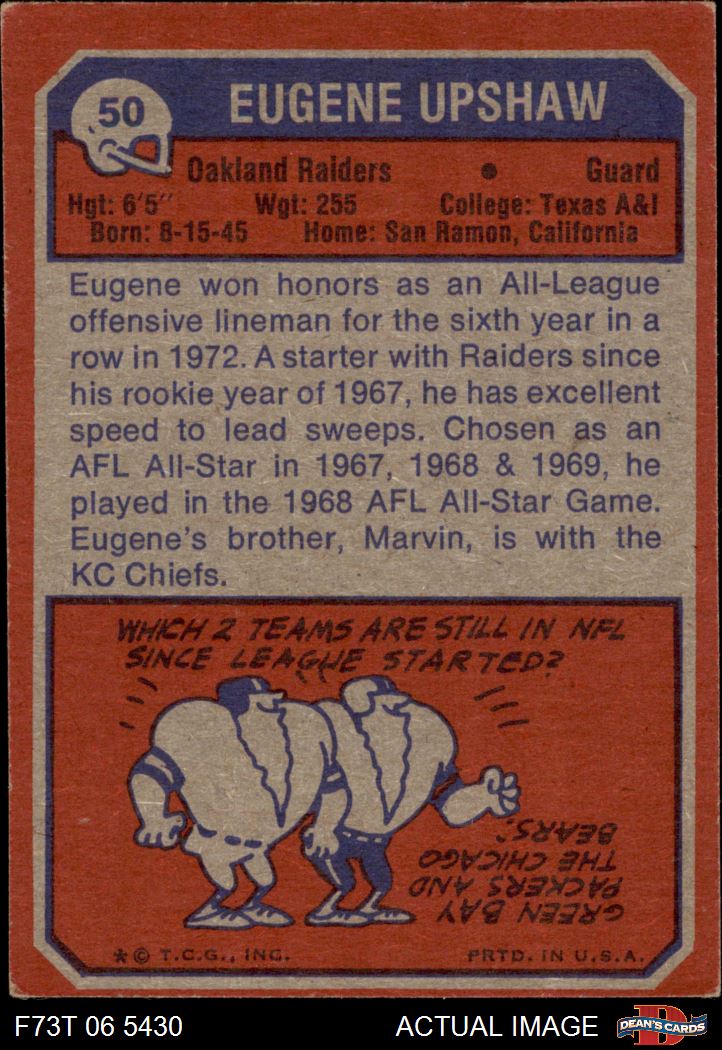 50
EUGENE UPSHAW
Oakland Raiders • Guard
Hgt: 6'5" Wgt: 255 College: Texas A&I
Born: 8-15-45 Home: San Ramon, California
Eugene won honors as an All-League
offensive lineman for the sixth year in a
row in 1972. A starter with Raiders since
his rookie year of 1967, he has excellent
speed to lead sweeps. Chosen as an
AFL All-Star in 1967, 1968 & 1969, he
played in the 1968 AFL All-Star Game.
Eugene's brother, Marvin, is with the
KC Chiefs.
WHICH 2 TEAMS ARE STILL IN NFL
SINCE LEAGUE STARTED?
GREEN BAY
PACKERS AND
THE CHICAGO
BEARS.
* © T.C.G., INC. PRTD. IN U.S.A.
F73T 06 5430 ACTUAL IMAGE D DEAN'S CARDS